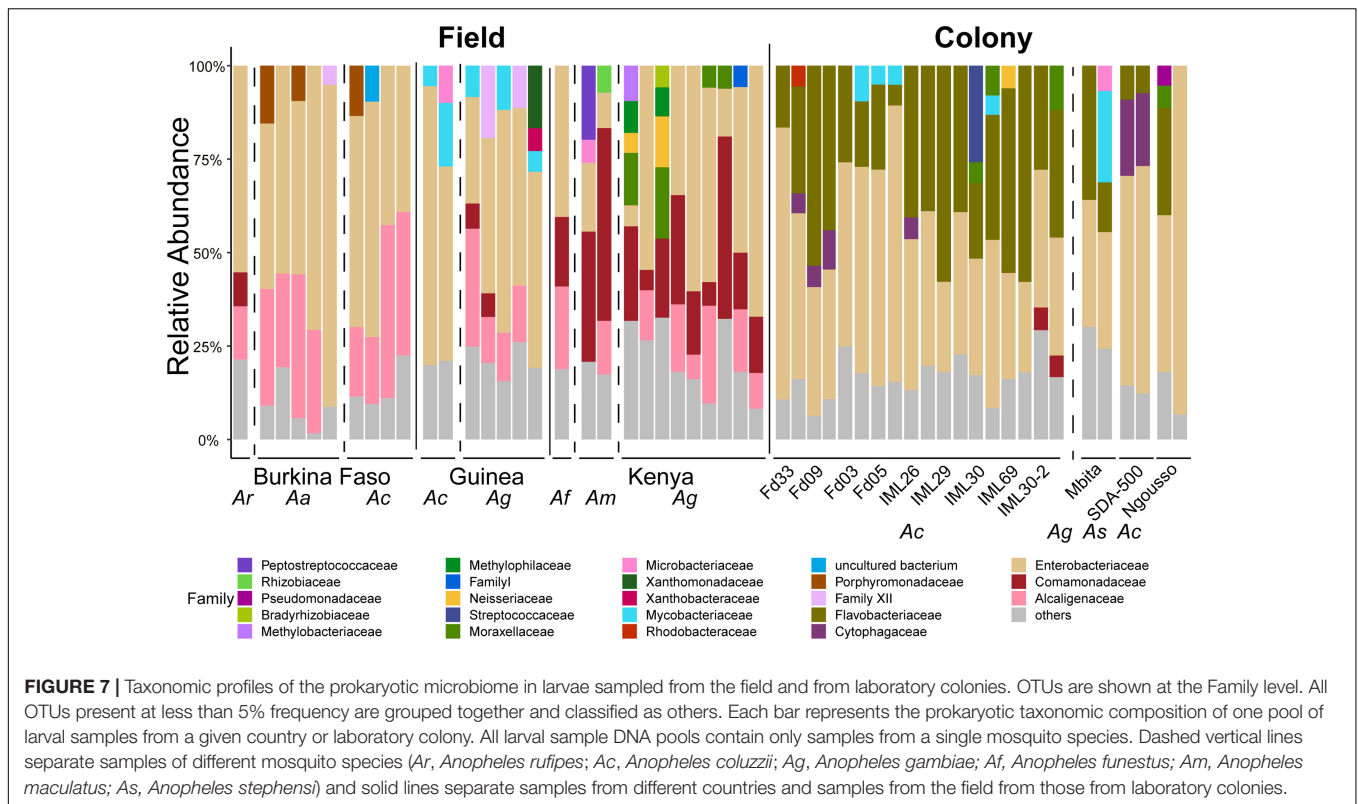 Field
Colony
Relative Abundance
100%
75%
50%
25%
0%
Burkina Faso
Guinea
Kenya
Ar
Aa
Ac
Ac
Ag
Af
Am
Ag
Fd33
Fd09
Fd03
Fd05
IML26
IML29
IML30
IML69
IML30-2
Mbita
SDA-500
Ngousso
Ac
Ag
As
Ac
Family
Peptostreptococcaceae
Rhizobiaceae
Pseudomonadaceae
Bradyrhizobiaceae
Methylobacteriaceae
Methylophilaceae
FamilyI
Neisseriaceae
Streptococcaceae
Moraxellaceae
Microbacteriaceae
Xanthomonadaceae
Xanthobacteraceae
Mycobacteriaceae
Rhodobacteraceae
uncultured bacterium
Porphyromonadaceae
Family XII
Flavobacteriaceae
Cytophagaceae
Enterobacteriaceae
Comamonadaceae
Alcaligenaceae
others
FIGURE 7 | Taxonomic profiles of the prokaryotic microbiome in larvae sampled from the field and from laboratory colonies. OTUs are shown at the Family level. All
OTUs present at less than 5% frequency are grouped together and classified as others. Each bar represents the prokaryotic taxonomic composition of one pool of
larval samples from a given country or laboratory colony. All larval sample DNA pools contain only samples from a single mosquito species. Dashed vertical lines
separate samples of different mosquito species (Ar, Anopheles rufipes; Ac, Anopheles coluzzii; Ag, Anopheles gambiae; Af, Anopheles funestus; Am, Anopheles
maculatus; As, Anopheles stephensi) and solid lines separate samples from different countries and samples from the field from those from laboratory colonies.